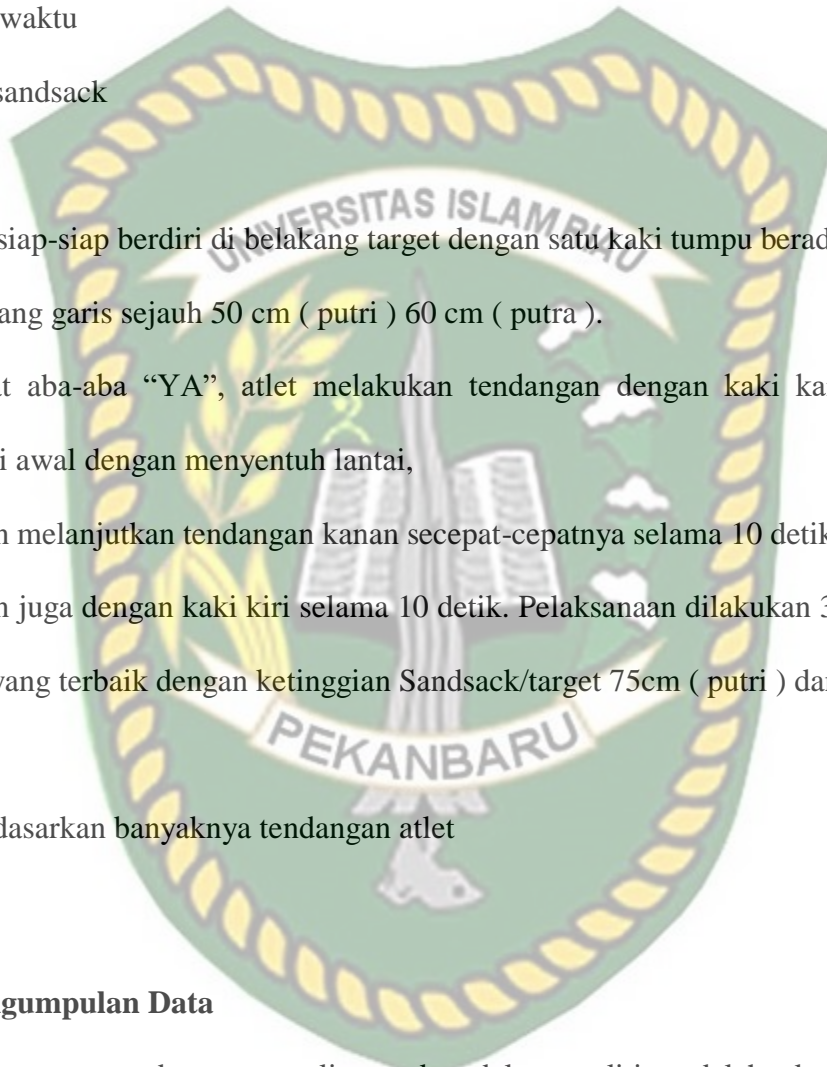 waktu
sandsack
UNIVERSITAS ISLAM RIAU
siap-siap berdiri di belakang target dengan satu kaki tumpu berad
ang garis sejauh 50 cm ( putri ) 60 cm ( putra ).
at aba-aba “YA”, atlet melakukan tendangan dengan kaki ka
i awal dengan menyentuh lantai,
n melanjutkan tendangan kanan secepat-cepatnya selama 10 detik
n juga dengan kaki kiri selama 10 detik. Pelaksanaan dilakukan 3
yang terbaik dengan ketinggian Sandsack/target 75cm ( putri ) da
PEKANBARU
dasarkan banyaknya tendangan atlet
ngumpulan Data